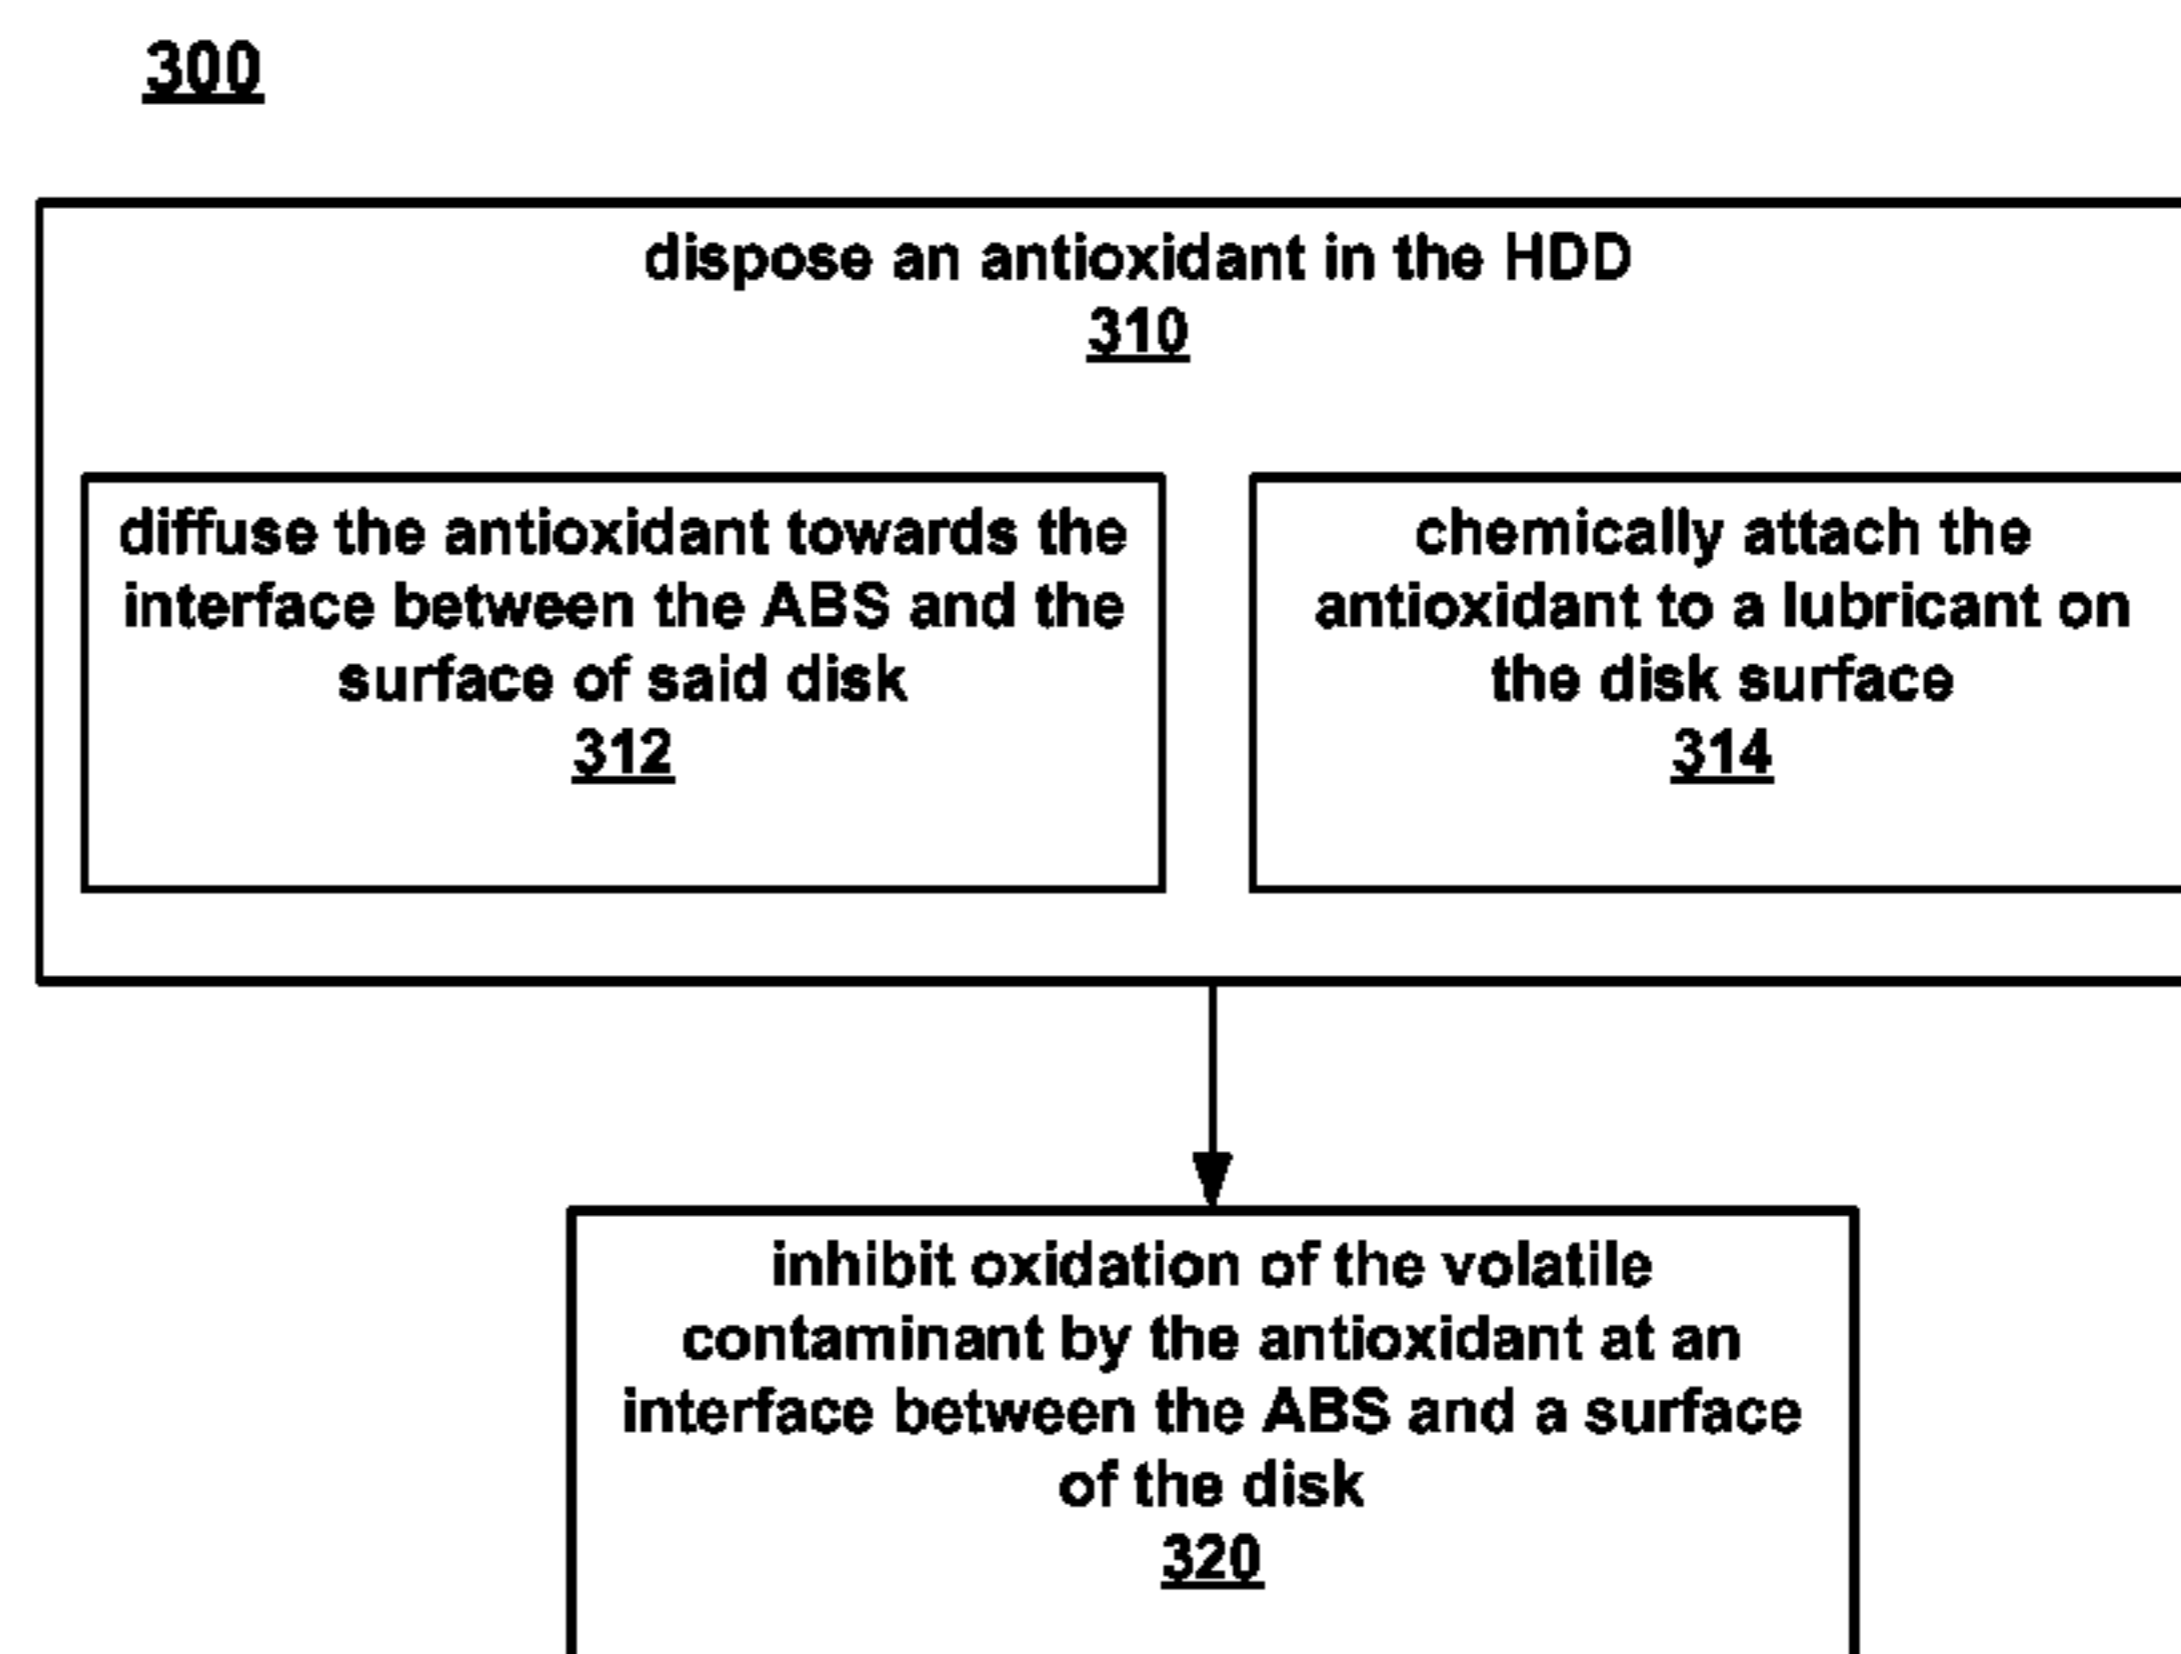 300
dispose an antioxidant in the HDD
310
diffuse the antioxidant towards the
interface between the ABS and the
surface of said disk
312
chemically attach the
antioxidant to a lubricant on
the disk surface
314
inhibit oxidation of the volatile
contaminant by the antioxidant at an
interface between the ABS and a surface
of the disk
320